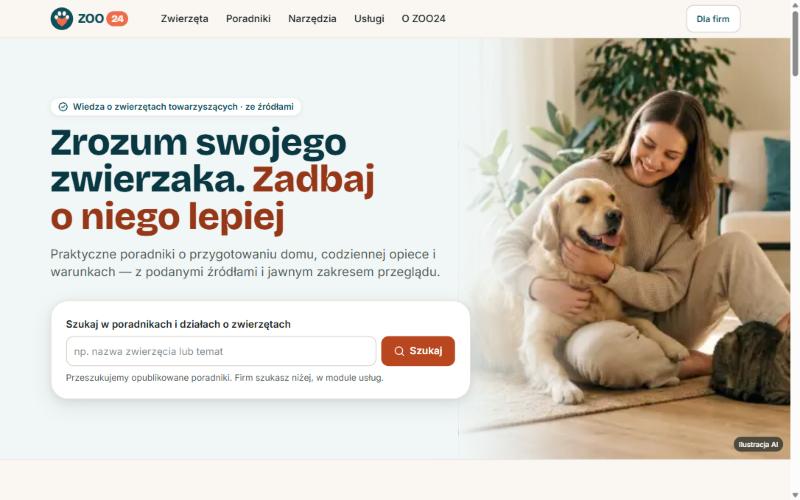 ZOO 24
Zwierzęta Poradniki Narzędzia Usługi O ZOO24
Dla firm
Wiedza o zwierzętach towarzyszących · ze źródłami
Zrozum swojego
zwierzaka. Zadbaj
o niego lepiej
Praktyczne poradniki o przygotowaniu domu, codziennej opiece i
warunkach — z podanymi źródłami i jawnym zakresem przeglądu.
Szukaj w poradnikach i działach o zwierzętach
np. nazwa zwierzęcia lub temat
Szukaj
Przeszukujemy opublikowane poradniki. Firm szukasz niżej, w module usług.
Ilustracja AI